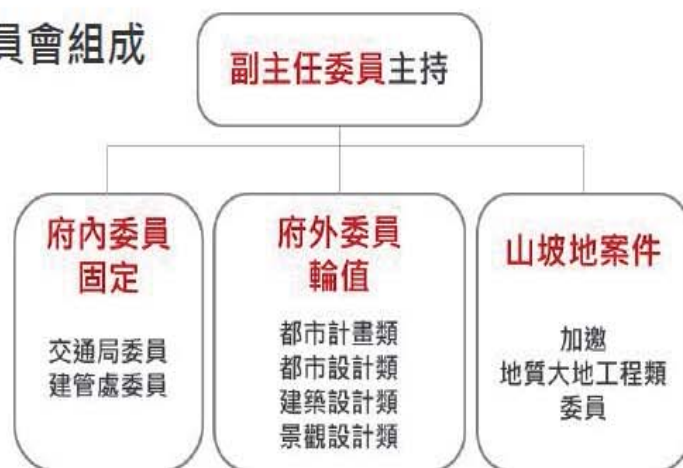 員會組成
副主任委員主持
府內委員
固定
交通局委員
建管處委員
府外委員
輪值
都市計畫類
都市設計類
建築設計類
景觀設計類
山坡地案件
加邀
地質大地工程類
委員